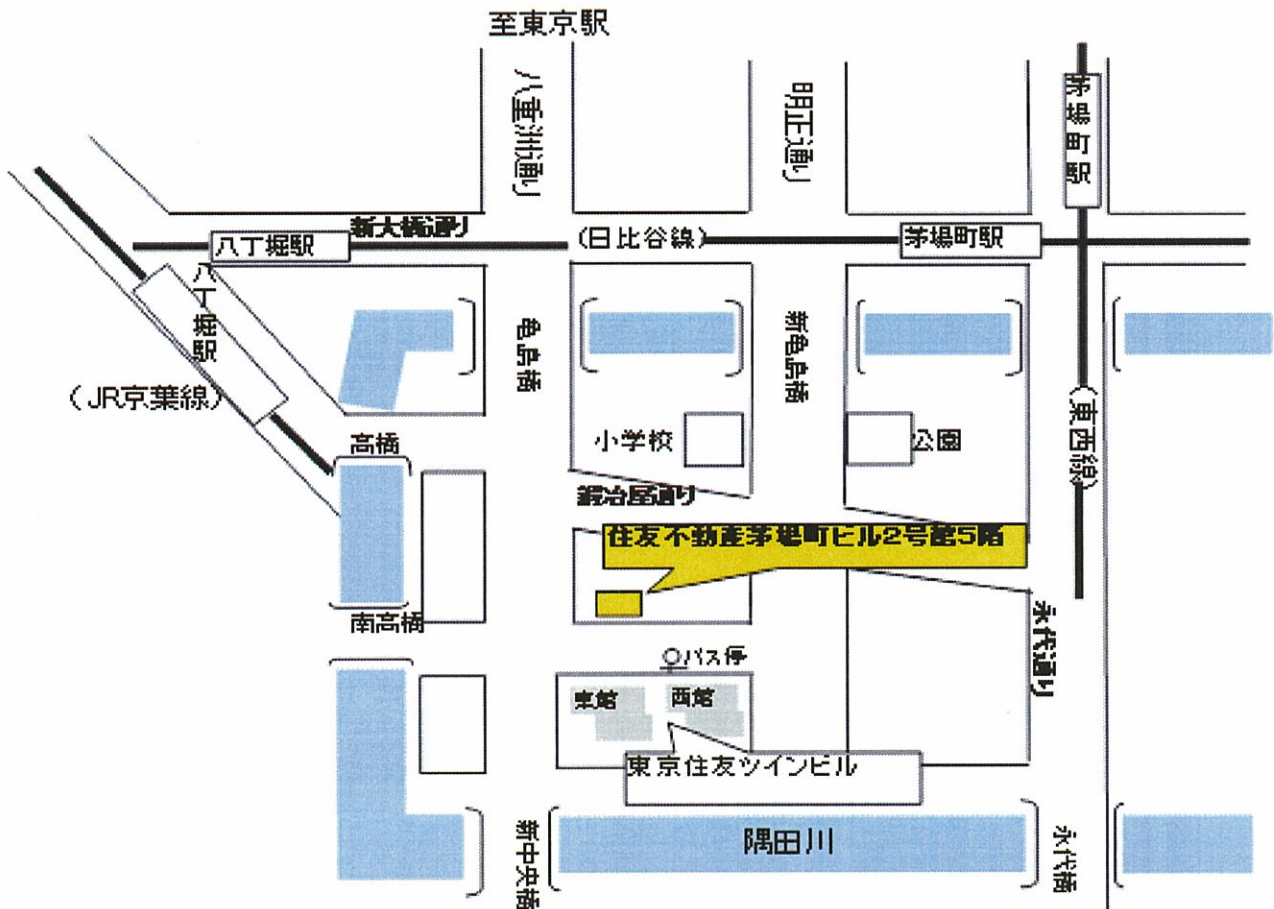 至東京駅
八重洲通り
明正通り
茅場町駅
新大橋通り
八丁堀駅
(日比谷線)
茅場町駅
八丁堀駅
亀島橋
新亀島橋
(JR京葉線)
(東西線)
高橋
小学校
公園
鍛冶屋通り
住友不動産茅場町ビル2号館5階
南高橋
永代通り
バス停
東館
西館
東京住友ツインビル
新中央橋
隅田川
永代橋